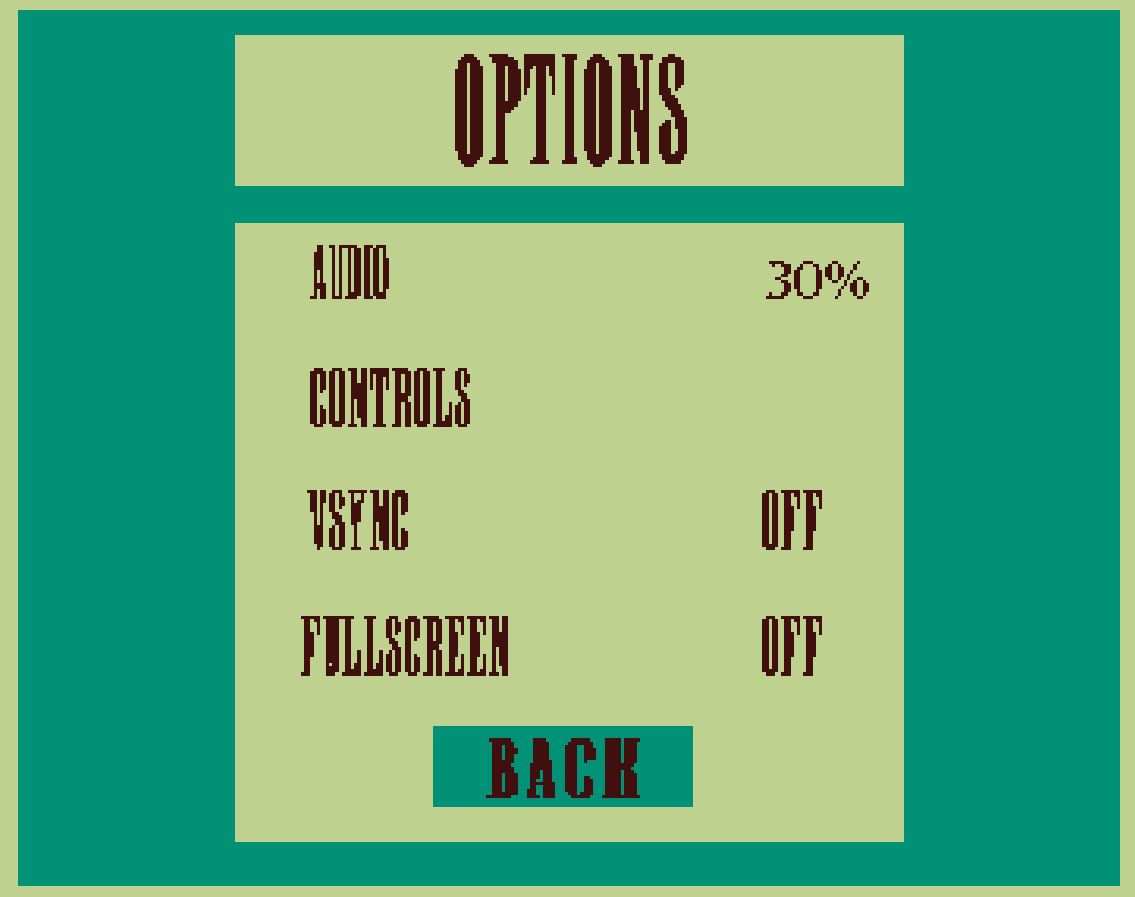 OPTIONS
AUDIO 30%
CONTROLS
VSYNC OFF
FULLSCREEN OFF
BACK